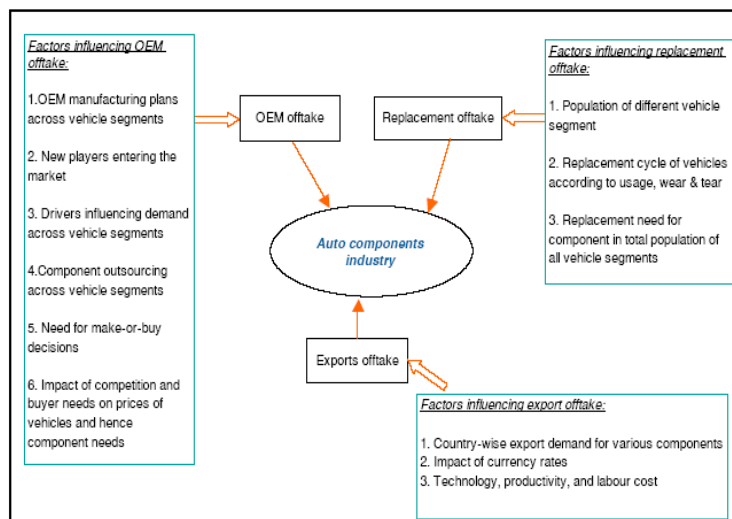 Factors influencing OEM
offtake:
1.OEM manufacturing plans
across vehicle segments
2. New players entering the
market
3. Drivers influencing demand
across vehicle segments
4.Component outsourcing
across vehicle segments
5. Need for make-or-buy
decisions
6. Impact of competition and
buyer needs on prices of
vehicles and hence
component needs
OEM offtake
Replacement offtake
Factors influencing replacement
offtake:
1. Population of different vehicle
segment
2. Replacement cycle of vehicles
according to usage, wear & tear
3. Replacement need for
component in total population of
all vehicle segments
Auto components
industry
Exports offtake
Factors influencing export offtake:
1. Country-wise export demand for various components
2. Impact of currency rates
3. Technology, productivity, and labour cost